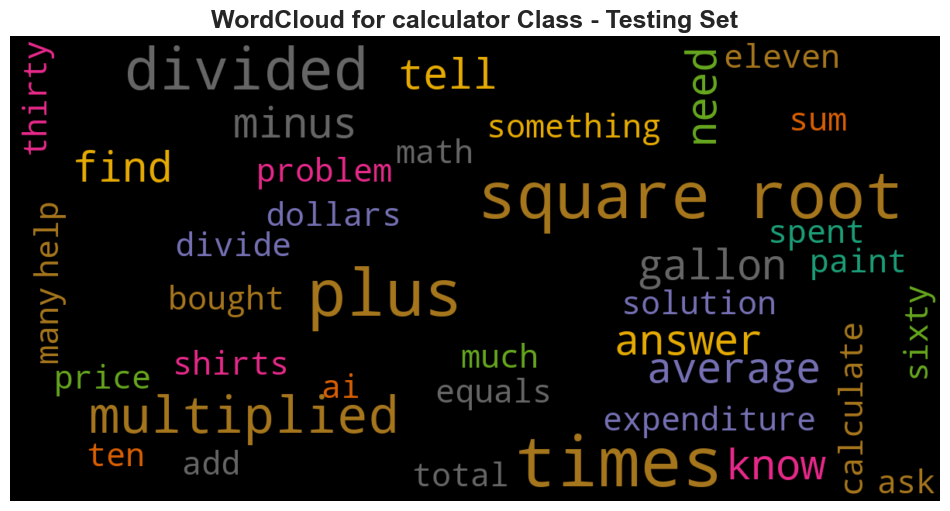 WordCloud for calculator Class - Testing Set
thirty
divided
tell
need
eleven
minus
something
sum
math
find
problem
square root
dollars
divide
spent
help
gallon
paint
plus
bought
solution
many
sixty
answer
much
shirts
average
price
ai
equals
calculate
multiplied
expenditure
times
know
ten
add
total
ask